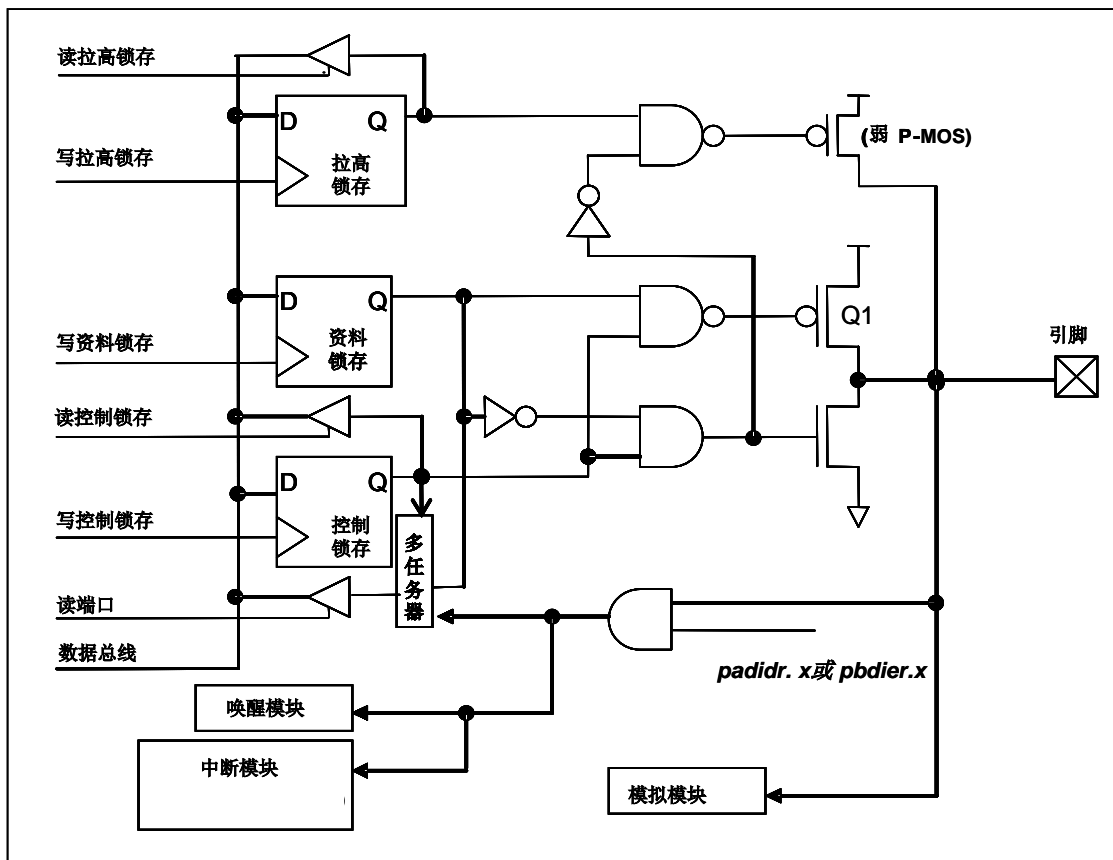 读拉高锁存
D Q
(弱 P-MOS)
写拉高锁存
拉高
锁存
D Q
Q1
资料
锁存
写资料锁存
引脚
读控制锁存
D Q
写控制锁存
控制
锁存
多任务器
读端口
数据总线
padidr. x或 pbdier.x
唤醒模块
中断模块
模拟模块